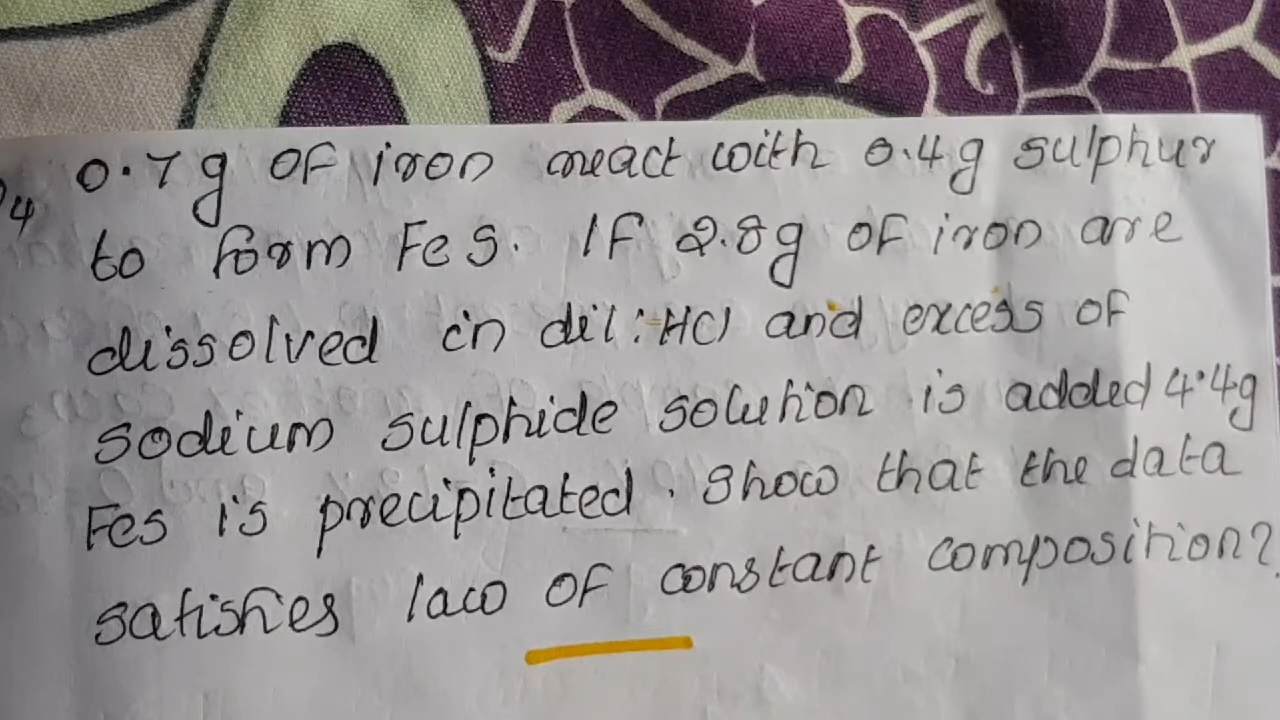 4 0.7g of iron react with 0.4g sulphur
to form FeS. If 2.8g of iron are
dissolved in dil:HCl and excess of
sodium sulphide solution is added 4.4g
Fes is precipitated. Show that the data
satisfies law of constant composition?